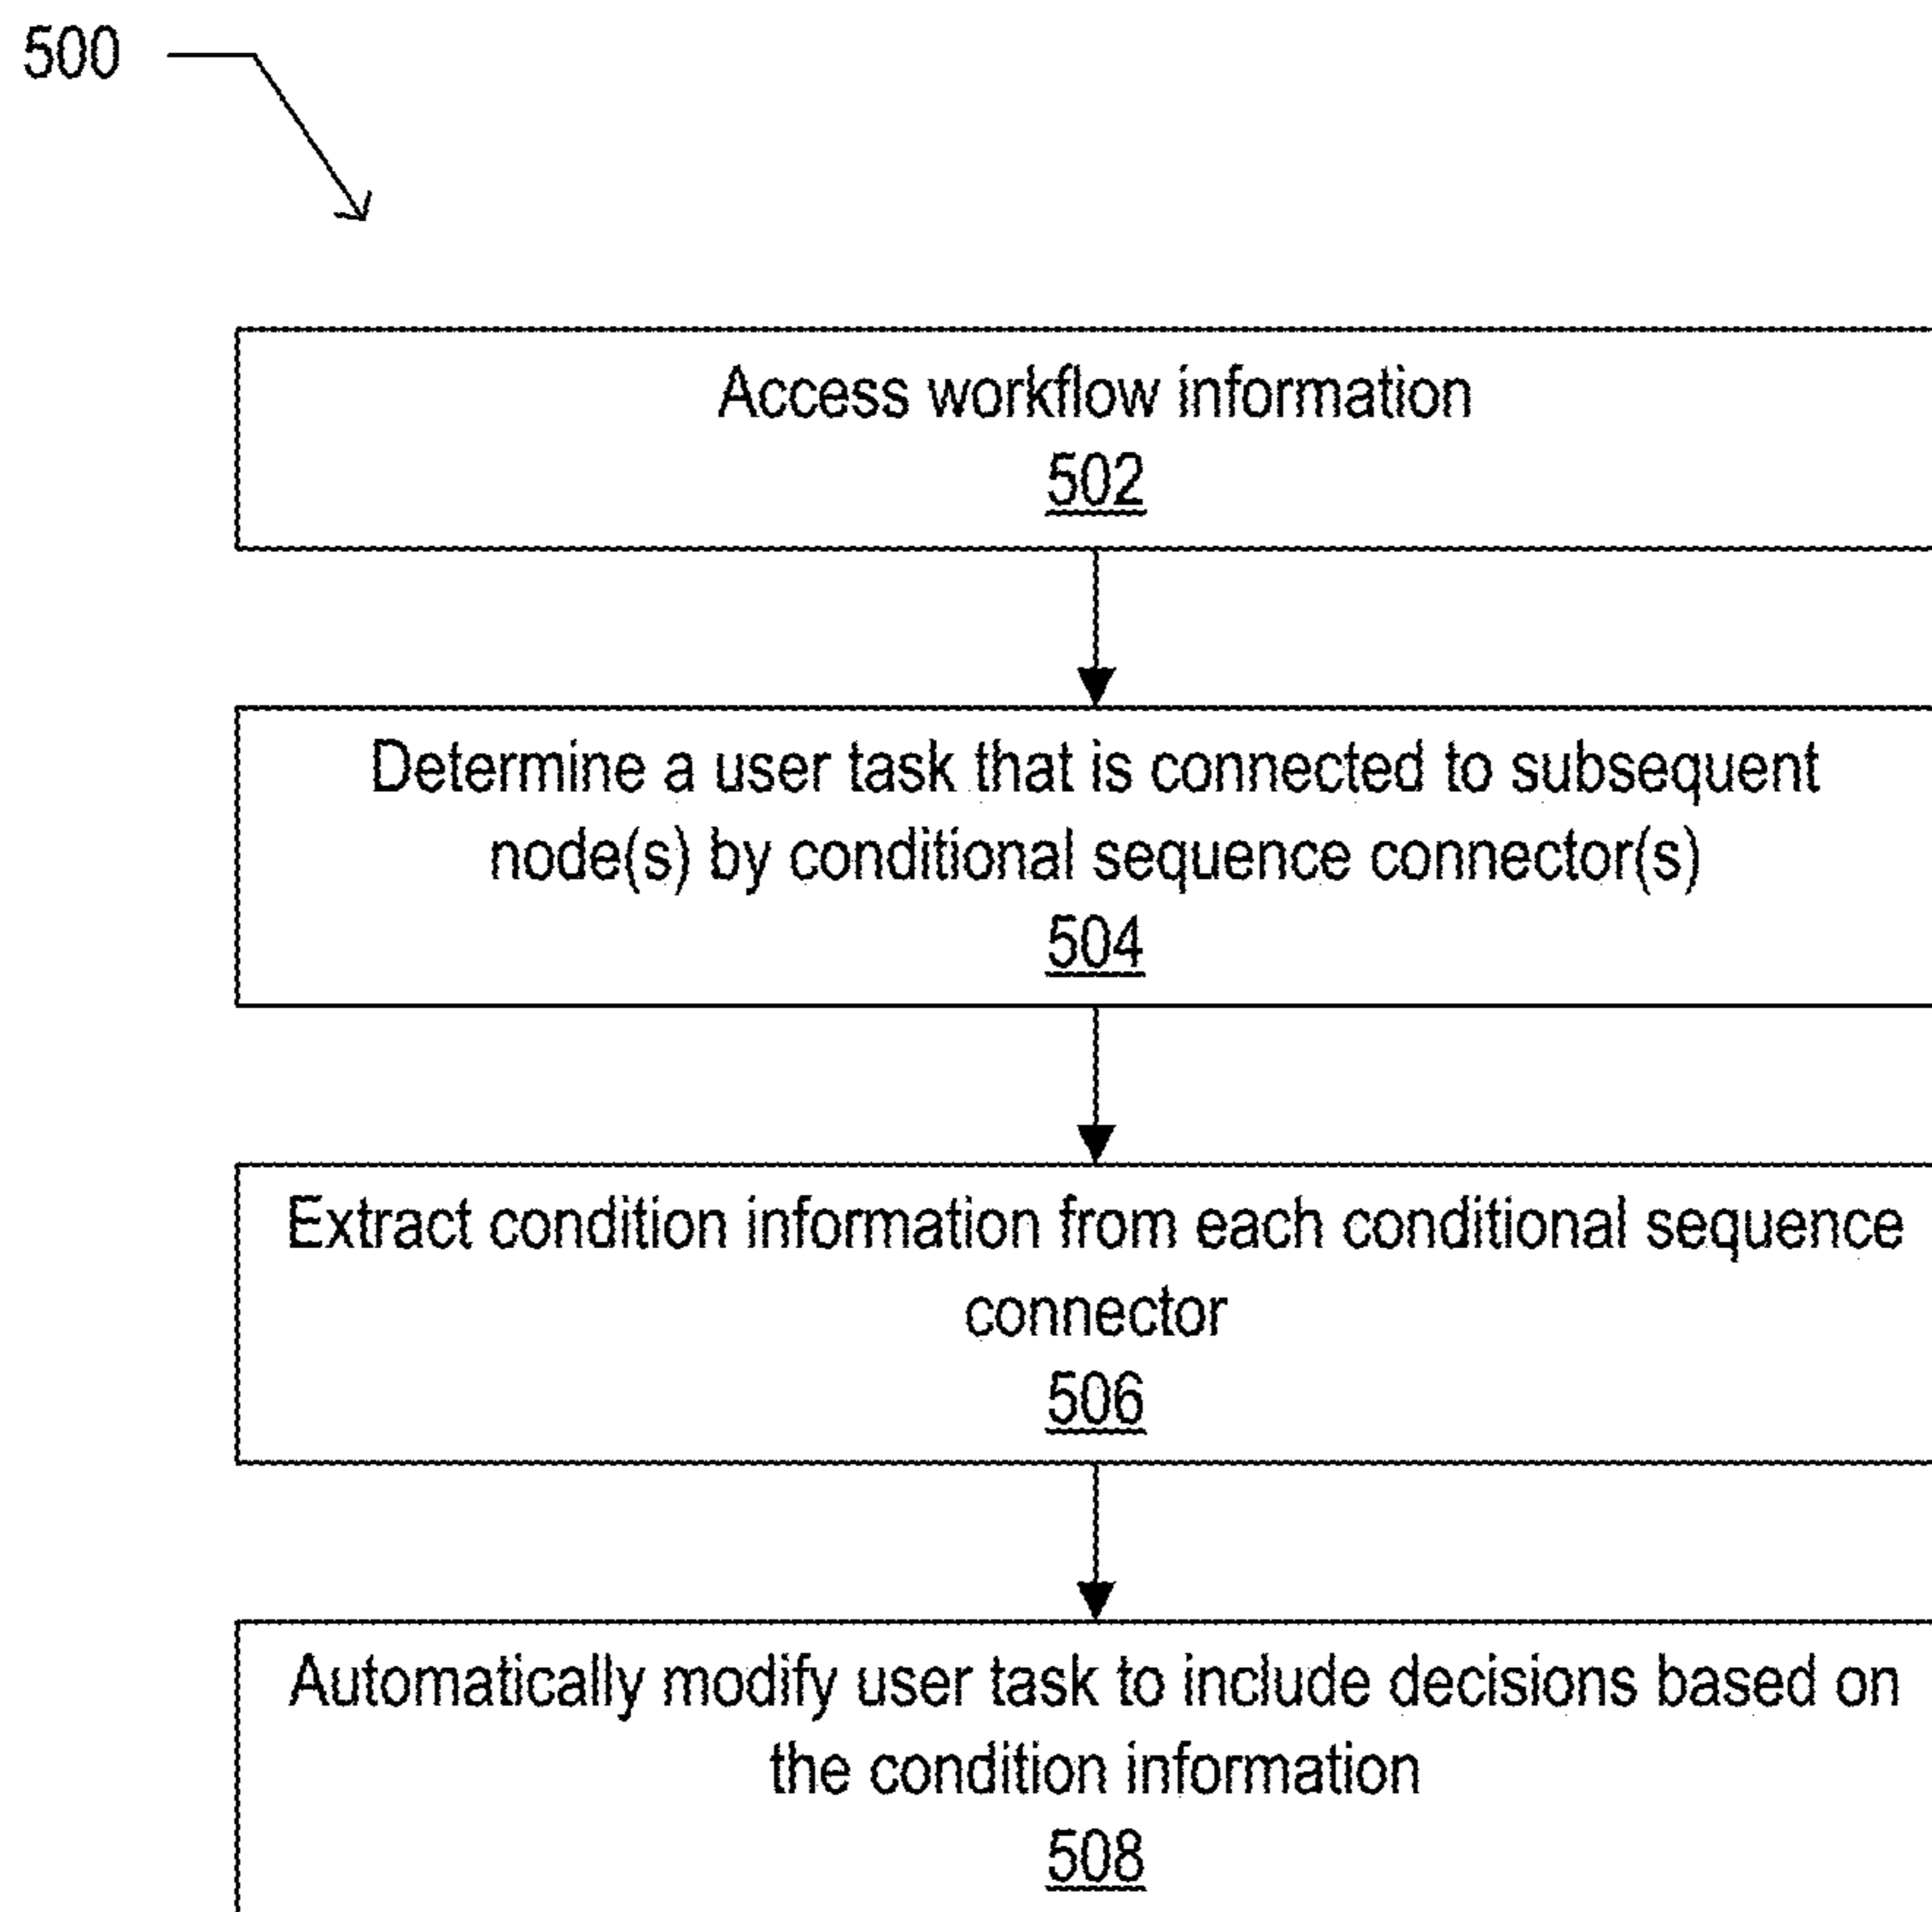 500
Access workflow information
502
Determine a user task that is connected to subsequent
node(s) by conditional sequence connector(s)
504
Extract condition information from each conditional sequence
connector
506
Automatically modify user task to include decisions based on
the condition information
508